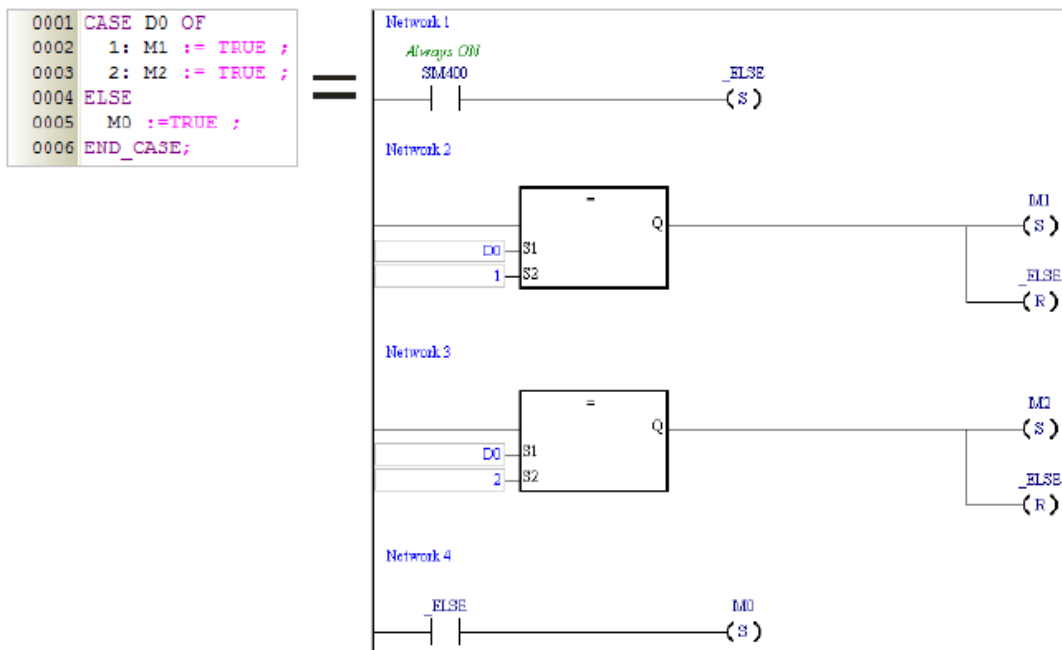 0001 CASE D0 OF
0002 1: M1 := TRUE ;
0003 2: M2 := TRUE ;
0004 ELSE
0005 M0 :=TRUE ;
0006 END_CASE;
=
Network 1
Always ON
SM400 _ELSE
( S )
Network 2
= M1
Q ( S )
D0 S1
1 S2 _ELSE
( R )
Network 3
= M2
Q ( S )
D0 S1
2 S2 _ELSE
( R )
Network 4
_ELSE M0
( S )